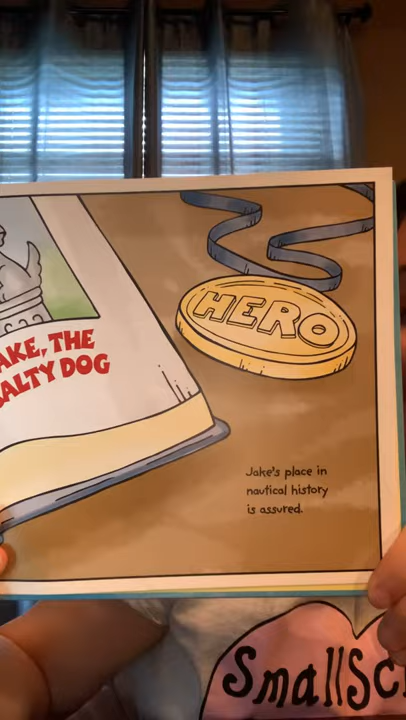 AKE, THE
ALTY DOG
HERO
Jake's place in
nautical history
is assured.
SmallSc